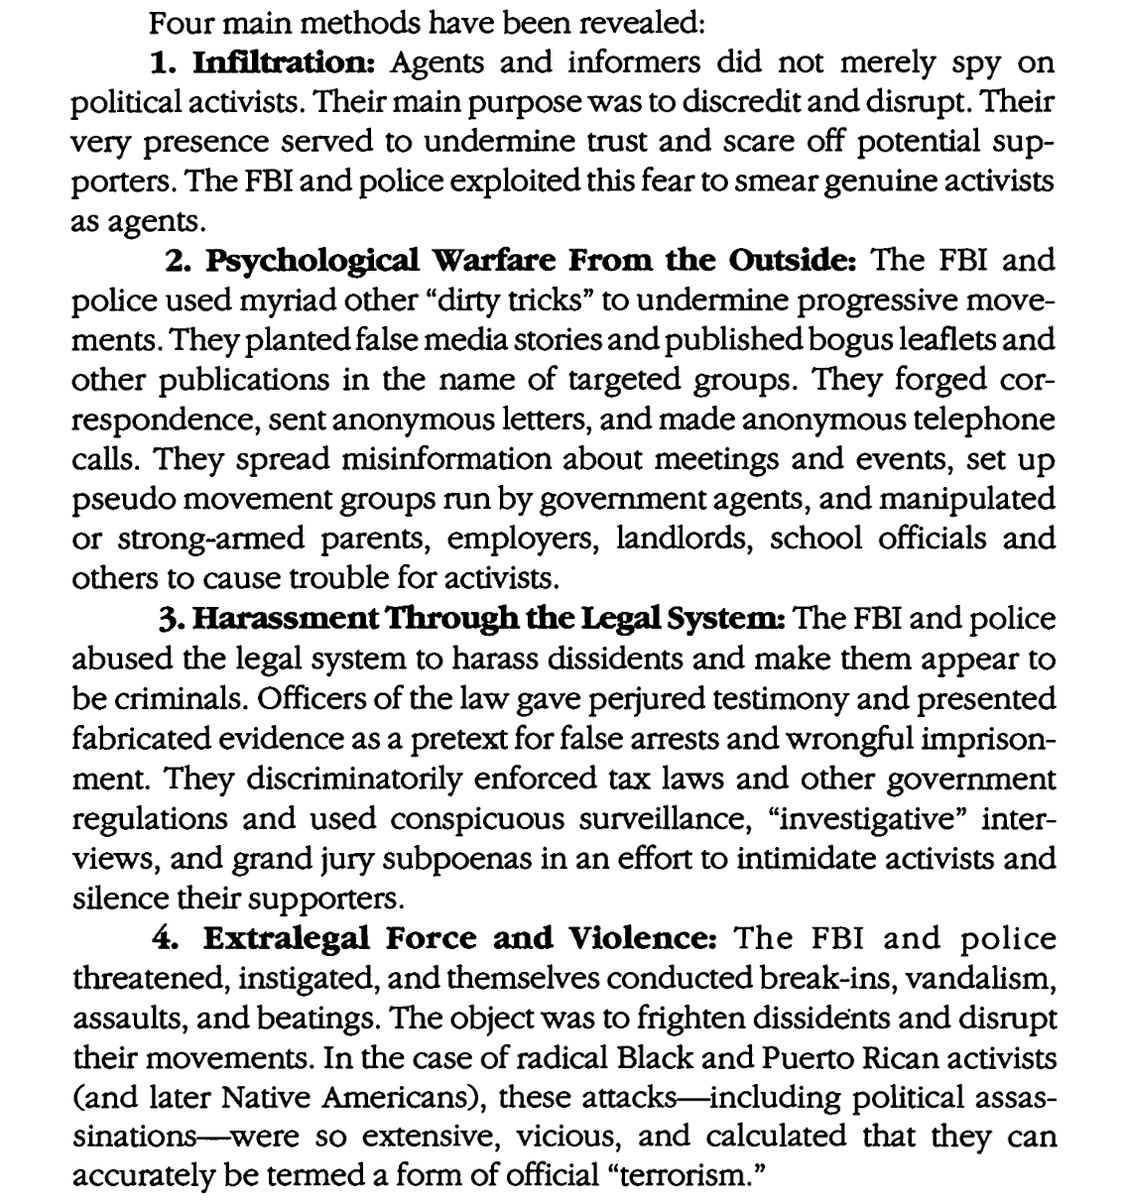 Four main methods have been revealed:
1. Infiltration: Agents and informers did not merely spy on
political activists. Their main purpose was to discredit and disrupt. Their
very presence served to undermine trust and scare off potential sup-
porters. The FBI and police exploited this fear to smear genuine activists
as agents.
2. Psychological Warfare From the Outside: The FBI and
police used myriad other “dirty tricks” to undermine progressive move-
ments. They planted false media stories and published bogus leaflets and
other publications in the name of targeted groups. They forged cor-
respondence, sent anonymous letters, and made anonymous telephone
calls. They spread misinformation about meetings and events, set up
pseudo movement groups run by government agents, and manipulated
or strong-armed parents, employers, landlords, school officials and
others to cause trouble for activists.
3. Harassment Through the Legal System: The FBI and police
abused the legal system to harass dissidents and make them appear to
be criminals. Officers of the law gave perjured testimony and presented
fabricated evidence as a pretext for false arrests and wrongful imprison-
ment. They discriminatorily enforced tax laws and other government
regulations and used conspicuous surveillance, “investigative” inter-
views, and grand jury subpoenas in an effort to intimidate activists and
silence their supporters.
4. Extralegal Force and Violence: The FBI and police
threatened, instigated, and themselves conducted break-ins, vandalism,
assaults, and beatings. The object was to frighten dissidents and disrupt
their movements. In the case of radical Black and Puerto Rican activists
(and later Native Americans), these attacks—including political assas-
sinations—were so extensive, vicious, and calculated that they can
accurately be termed a form of official “terrorism.”